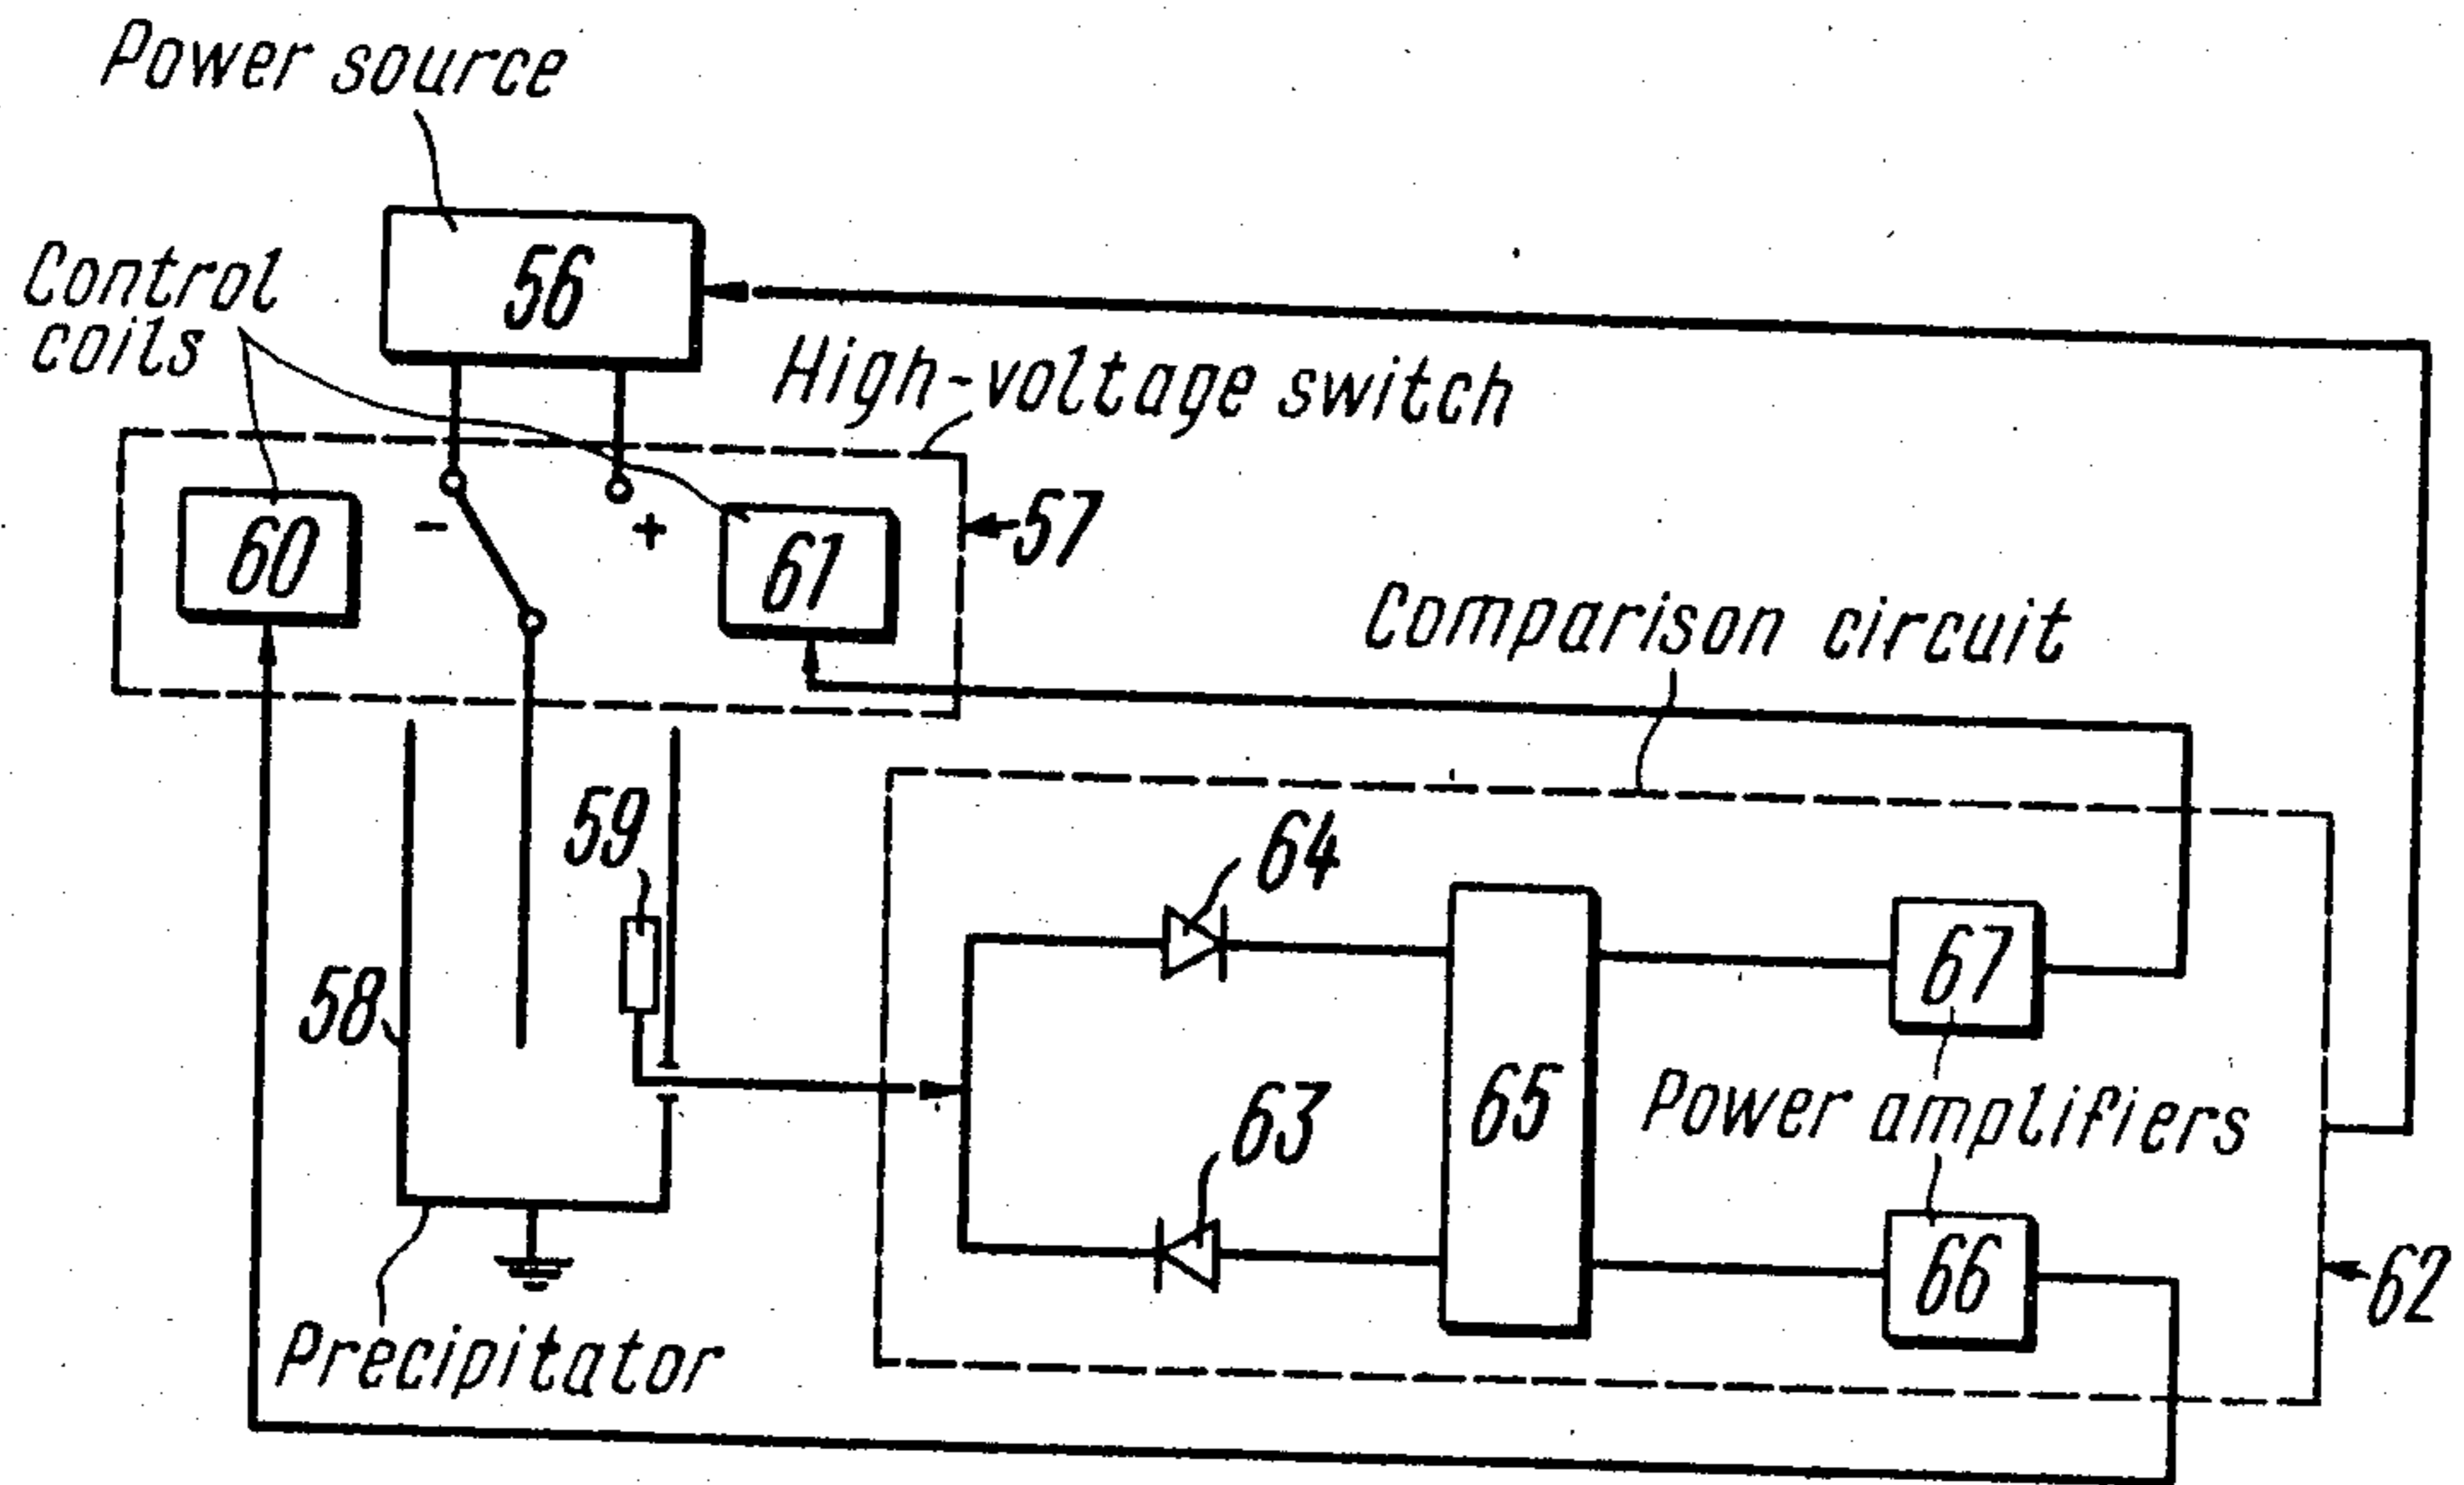 Power source
56
Control
coils
High-voltage switch
-
+
60
61
57
Comparison circuit
59
64
58
67
65
63
Power amplifiers
66
62
Precipitator